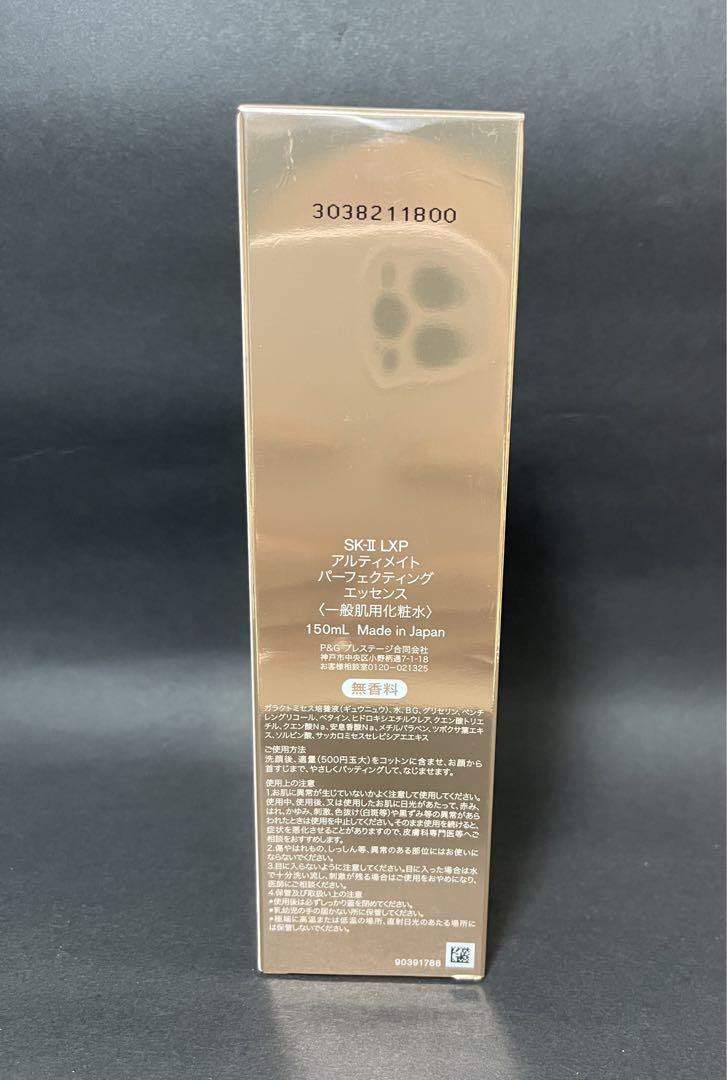 3038211800
SK-II LXP
アルティメイト
パーフェクティング
エッセンス
〈一般肌用化粧水〉
150mL Made in Japan
P&G プレステージ合同会社
神戸市中央区小野柄通7-1-18
お客様相談室0120-021325
無香料
ガラクトミセス培養液(ギュウニュウ)、水、BG、グリセリン、ペンチ
レングリコール、ベタイン、ヒドロキシエチルウレア、クエン酸トリエ
チル、クエン酸Na、安息香酸Na、メチルパラベン、ツボクサ葉エキ
ス、ソルビン酸、サッカロミセスセレビシアエエキス
ご使用方法
洗顔後、適量(500円玉大)をコットンに含ませ、お顔から
首すじまで、やさしくパッティングして、なじませます。
使用上の注意
1.お肌に異常が生じていないかよく注意して使用してください。
使用中、使用後、又は使用したお肌に日光があたって、赤み、
はれ、かゆみ、刺激、色抜け(白斑等)や黒ずみ等の異常があら
われたときは使用を中止してください。そのまま使用を続けると、
症状を悪化させることがありますので、皮膚科専門医等へご
相談をおすすめします。
2.傷やはれもの、しっしん等、異常のある部位にはお使いに
ならないでください。
3.目に入らないように注意してください。目に入った場合は水
で十分洗い流し、刺激が残る場合はご使用をおやめになり、
医師にご相談ください。
4.保管及び取扱い上の注意
*使用後は必ずしっかり蓋を閉めてください。
*乳幼児の手の届かない所に保管してください。
*極端に高温または低温の場所、直射日光のあたる場所に
は保管しないでください。
90391788